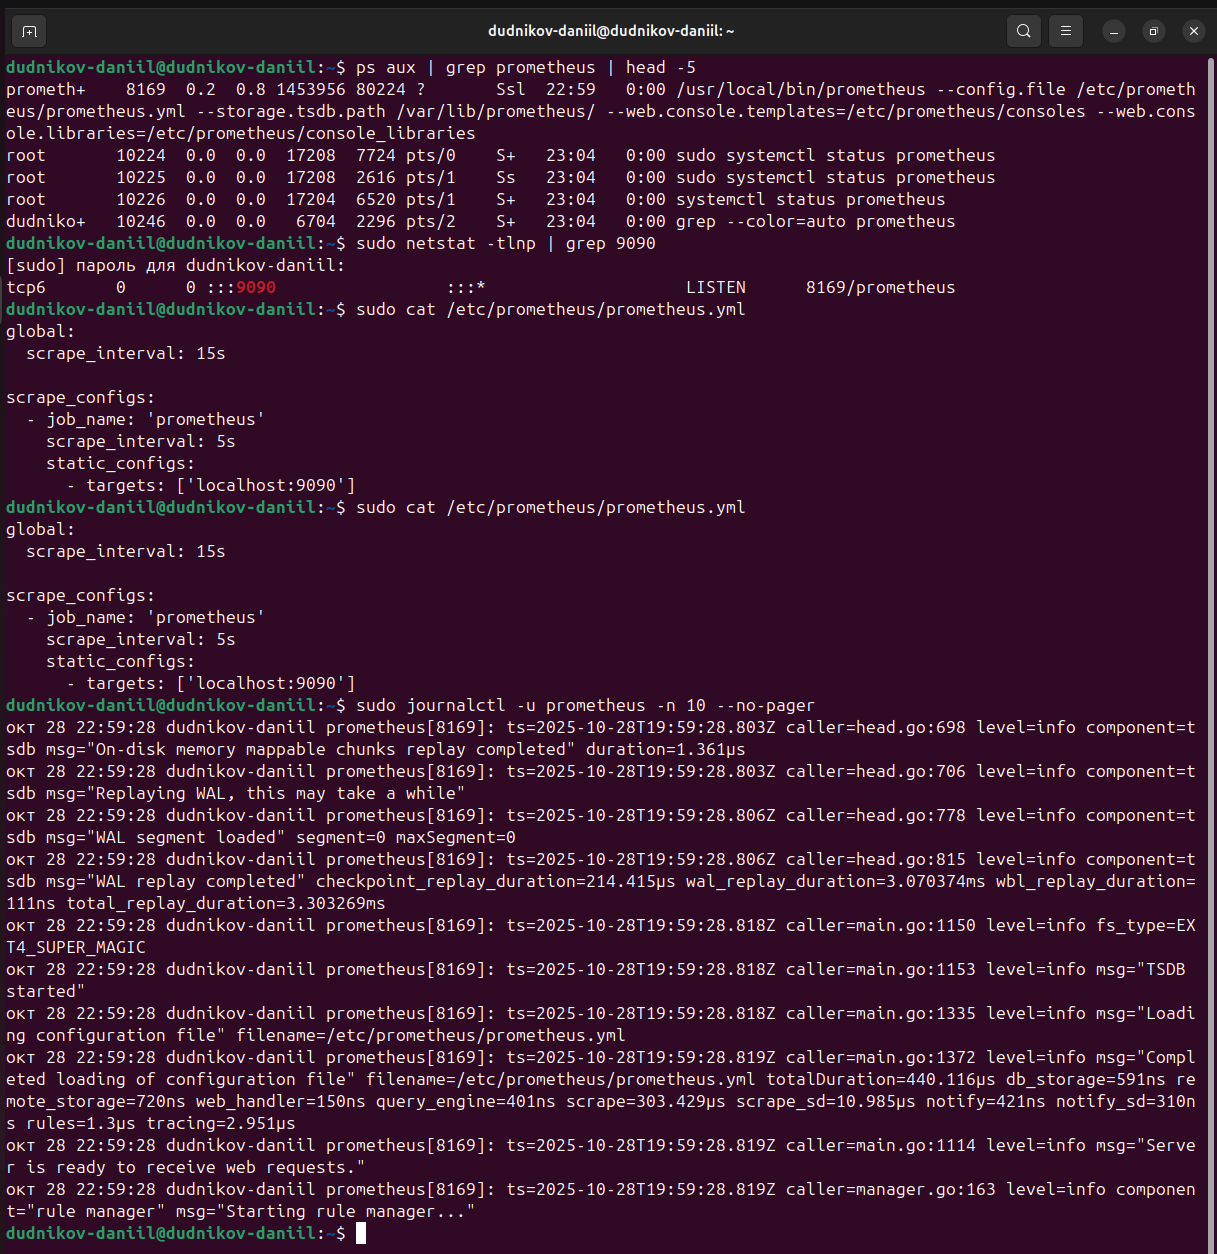 dudnikov-daniil@dudnikov-daniil: ~
dudnikov-daniil@dudnikov-daniil:~$ ps aux | grep prometheus | head -5
prometh+    8169  0.2  0.8 1453956 80224 ?       Ssl  22:59   0:00 /usr/local/bin/prometheus --config.file /etc/prometh
eus/prometheus.yml --storage.tsdb.path /var/lib/prometheus/ --web.console.templates=/etc/prometheus/consoles --web.cons
ole.libraries=/etc/prometheus/console_libraries
root       10224  0.0  0.0  17208  7724 pts/0    S+   23:04   0:00 sudo systemctl status prometheus
root       10225  0.0  0.0  17208  2616 pts/1    Ss   23:04   0:00 sudo systemctl status prometheus
root       10226  0.0  0.0  17204  6520 pts/1    S+   23:04   0:00 systemctl status prometheus
dudniko+   10246  0.0  0.0   6704  2296 pts/2    S+   23:04   0:00 grep --color=auto prometheus
dudnikov-daniil@dudnikov-daniil:~$ sudo netstat -tlnp | grep 9090
[sudo] пароль для dudnikov-daniil:
tcp6       0      0 :::9090                 :::*                    LISTEN      8169/prometheus
dudnikov-daniil@dudnikov-daniil:~$ sudo cat /etc/prometheus/prometheus.yml
global:
  scrape_interval: 15s

scrape_configs:
  - job_name: 'prometheus'
    scrape_interval: 5s
    static_configs:
      - targets: ['localhost:9090']
dudnikov-daniil@dudnikov-daniil:~$ sudo cat /etc/prometheus/prometheus.yml
global:
  scrape_interval: 15s

scrape_configs:
  - job_name: 'prometheus'
    scrape_interval: 5s
    static_configs:
      - targets: ['localhost:9090']
dudnikov-daniil@dudnikov-daniil:~$ sudo journalctl -u prometheus -n 10 --no-pager
окт 28 22:59:28 dudnikov-daniil prometheus[8169]: ts=2025-10-28T19:59:28.803Z caller=head.go:698 level=info component=t
sdb msg="On-disk memory mappable chunks replay completed" duration=1.361µs
окт 28 22:59:28 dudnikov-daniil prometheus[8169]: ts=2025-10-28T19:59:28.803Z caller=head.go:706 level=info component=t
sdb msg="Replaying WAL, this may take a while"
окт 28 22:59:28 dudnikov-daniil prometheus[8169]: ts=2025-10-28T19:59:28.806Z caller=head.go:778 level=info component=t
sdb msg="WAL segment loaded" segment=0 maxSegment=0
окт 28 22:59:28 dudnikov-daniil prometheus[8169]: ts=2025-10-28T19:59:28.806Z caller=head.go:815 level=info component=t
sdb msg="WAL replay completed" checkpoint_replay_duration=214.415µs wal_replay_duration=3.070374ms wbl_replay_duration=
111ns total_replay_duration=3.303269ms
окт 28 22:59:28 dudnikov-daniil prometheus[8169]: ts=2025-10-28T19:59:28.818Z caller=main.go:1150 level=info fs_type=EX
T4_SUPER_MAGIC
окт 28 22:59:28 dudnikov-daniil prometheus[8169]: ts=2025-10-28T19:59:28.818Z caller=main.go:1153 level=info msg="TSDB
started"
окт 28 22:59:28 dudnikov-daniil prometheus[8169]: ts=2025-10-28T19:59:28.818Z caller=main.go:1335 level=info msg="Loadi
ng configuration file" filename=/etc/prometheus/prometheus.yml
окт 28 22:59:28 dudnikov-daniil prometheus[8169]: ts=2025-10-28T19:59:28.819Z caller=main.go:1372 level=info msg="Compl
eted loading of configuration file" filename=/etc/prometheus/prometheus.yml totalDuration=440.116µs db_storage=591ns re
mote_storage=720ns web_handler=150ns query_engine=401ns scrape=303.429µs scrape_sd=10.985µs notify=421ns notify_sd=310n
s rules=1.3µs tracing=2.951µs
окт 28 22:59:28 dudnikov-daniil prometheus[8169]: ts=2025-10-28T19:59:28.819Z caller=main.go:1114 level=info msg="Serve
r is ready to receive web requests."
окт 28 22:59:28 dudnikov-daniil prometheus[8169]: ts=2025-10-28T19:59:28.819Z caller=manager.go:163 level=info componen
t="rule manager" msg="Starting rule manager..."
dudnikov-daniil@dudnikov-daniil:~$